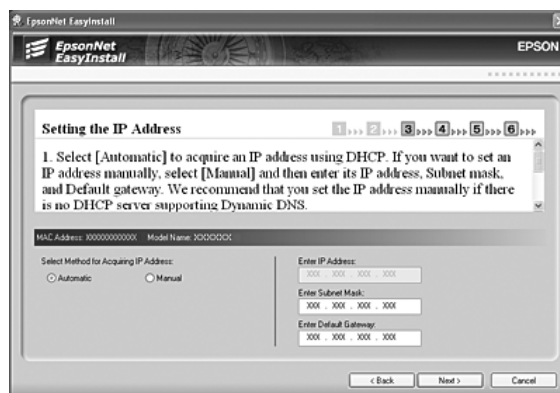 EpsonNet EasyInstall
EpsonNet
EasyInstall
EPSON
Setting the IP Address
1 2 3 4 5 6
1. Select [Automatic] to acquire an IP address using DHCP. If you want to set an
IP address manually, select [Manual] and then enter its IP address, Subnet mask,
and Default gateway. We recommend that you set the IP address manually if there
is no DHCP server supporting Dynamic DNS.
MAC Address: XXXXXXXXXXXX Model Name: XXXXXXX
Select Method for Acquiring IP Address:
Automatic Manual
Enter IP Address:
XXX . XXX . XXX . XXX
Enter Subnet Mask:
XXX . XXX . XXX . XXX
Enter Default Gateway:
XXX . XXX . XXX . XXX
< Back Next > Cancel